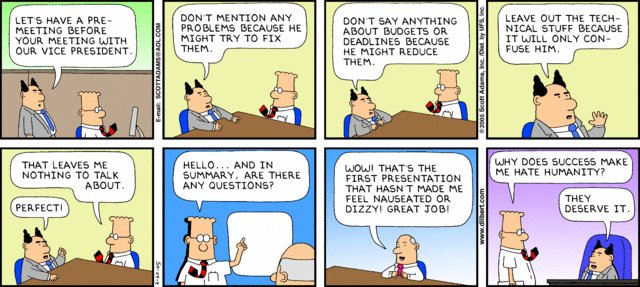 LET'S HAVE A PRE-
MEETING BEFORE
YOUR MEETING WITH
OUR VICE PRESIDENT.
E-mail: SCOTTADAMS@AOL.COM
DON'T MENTION ANY
PROBLEMS BECAUSE HE
MIGHT TRY TO FIX
THEM.
DON'T SAY ANYTHING
ABOUT BUDGETS OR
DEADLINES BECAUSE
HE MIGHT REDUCE
THEM.
© 2005 Scott Adams, Inc./Dist. by UFS, Inc.
LEAVE OUT THE TECH-
NICAL STUFF BECAUSE
IT WILL ONLY CON-
FUSE HIM.
THAT LEAVES ME
NOTHING TO TALK
ABOUT.
PERFECT!
HELLO... AND IN
SUMMARY, ARE THERE
ANY QUESTIONS?
WOW! THAT'S THE
FIRST PRESENTATION
THAT HASN'T MADE ME
FEEL NAUSEATED OR
DIZZY! GREAT JOB!
www.dilbert.com
WHY DOES SUCCESS MAKE
ME HATE HUMANITY?
THEY
DESERVE IT.